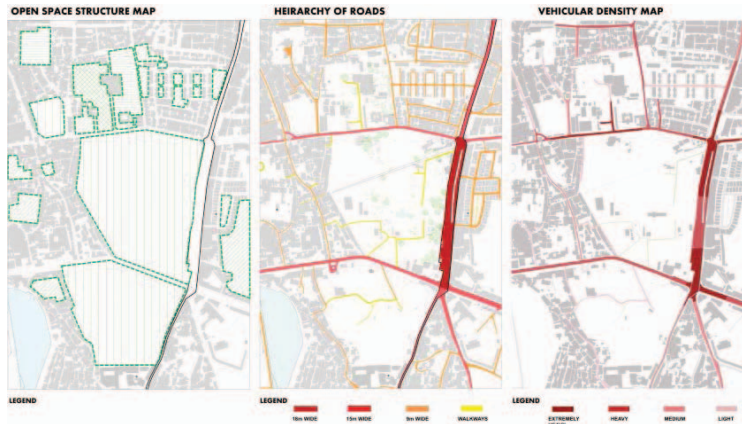 OPEN SPACE STRUCTURE MAP
HEIRARCHY OF ROADS
VEHICULAR DENSITY MAP
LEGEND
LEGEND
18m WIDE
15m WIDE
9m WIDE
WALKWAYS
LEGEND
EXTREMELY
HEAVY
MEDIUM
LIGHT